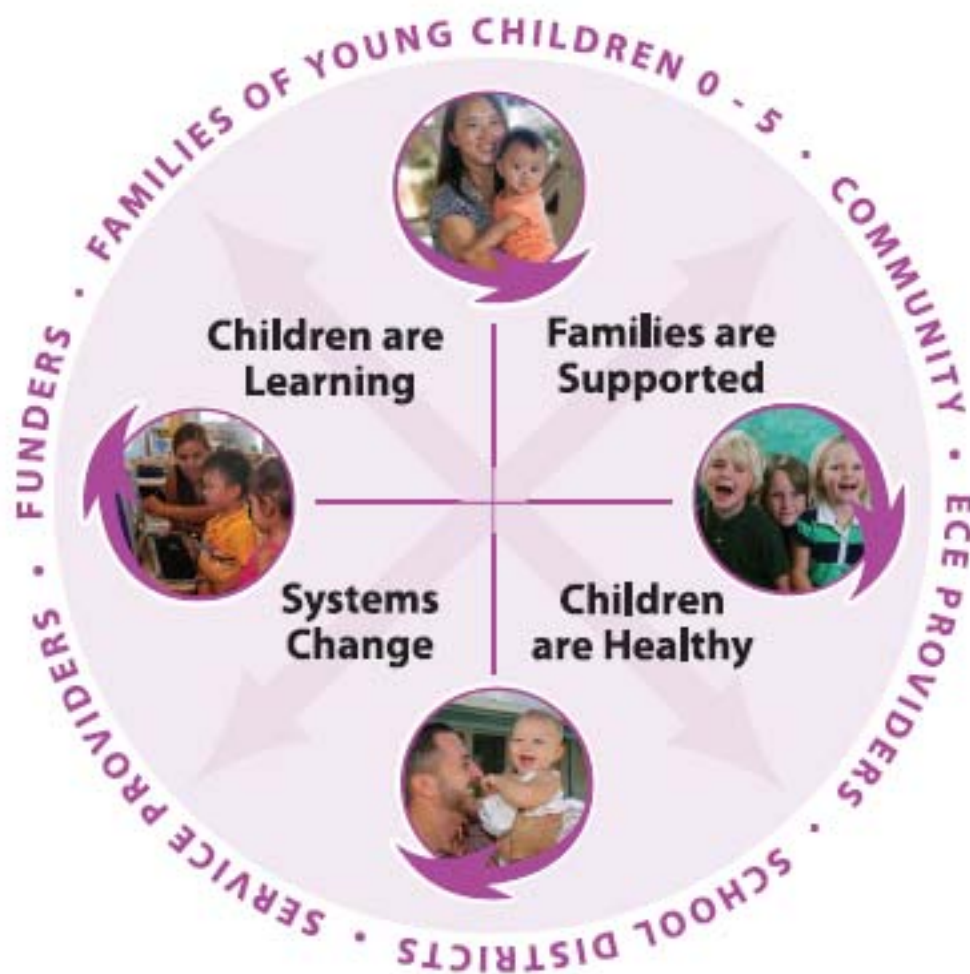 FAMILIES OF YOUNG CHILDREN 0 - 5 • COMMUNITY • ECE PROVIDERS • SCHOOL DISTRICTS • SERVICE PROVIDERS • FUNDERS •
Children are
Learning
Families are
Supported
Systems
Change
Children
are Healthy